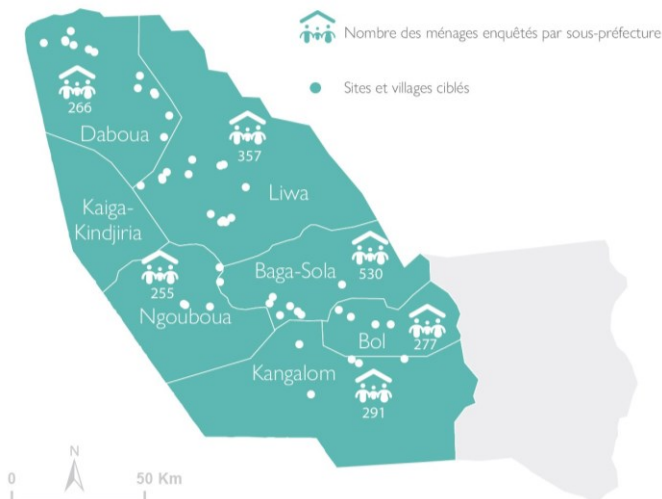 Nombre des ménages enquêtés par sous-préfecture
Sites et villages ciblés
266
Daboua
357
Liwa
Kaiga-
Kindjiria
530
Baga-Sola
255
Ngouboua
277
Bol
Kangalom
291
N
0
50 Km